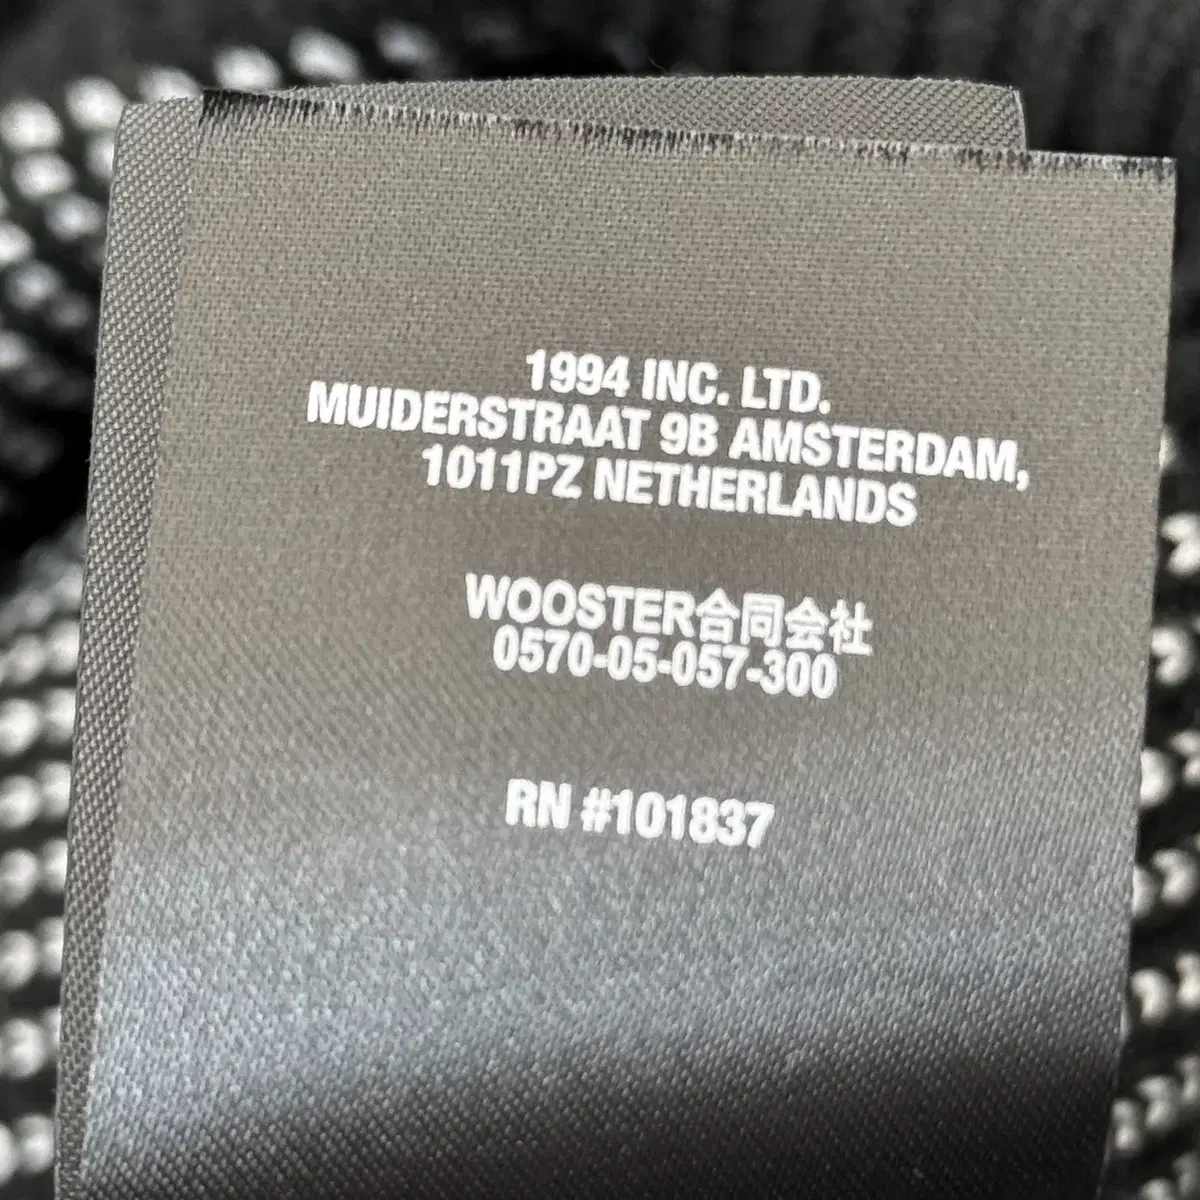 1994 INC. LTD.
MUIDERSTRAAT 9B AMSTERDAM,
1011PZ NETHERLANDS
WOOSTER合同会社
0570-05-057-300
RN #101837